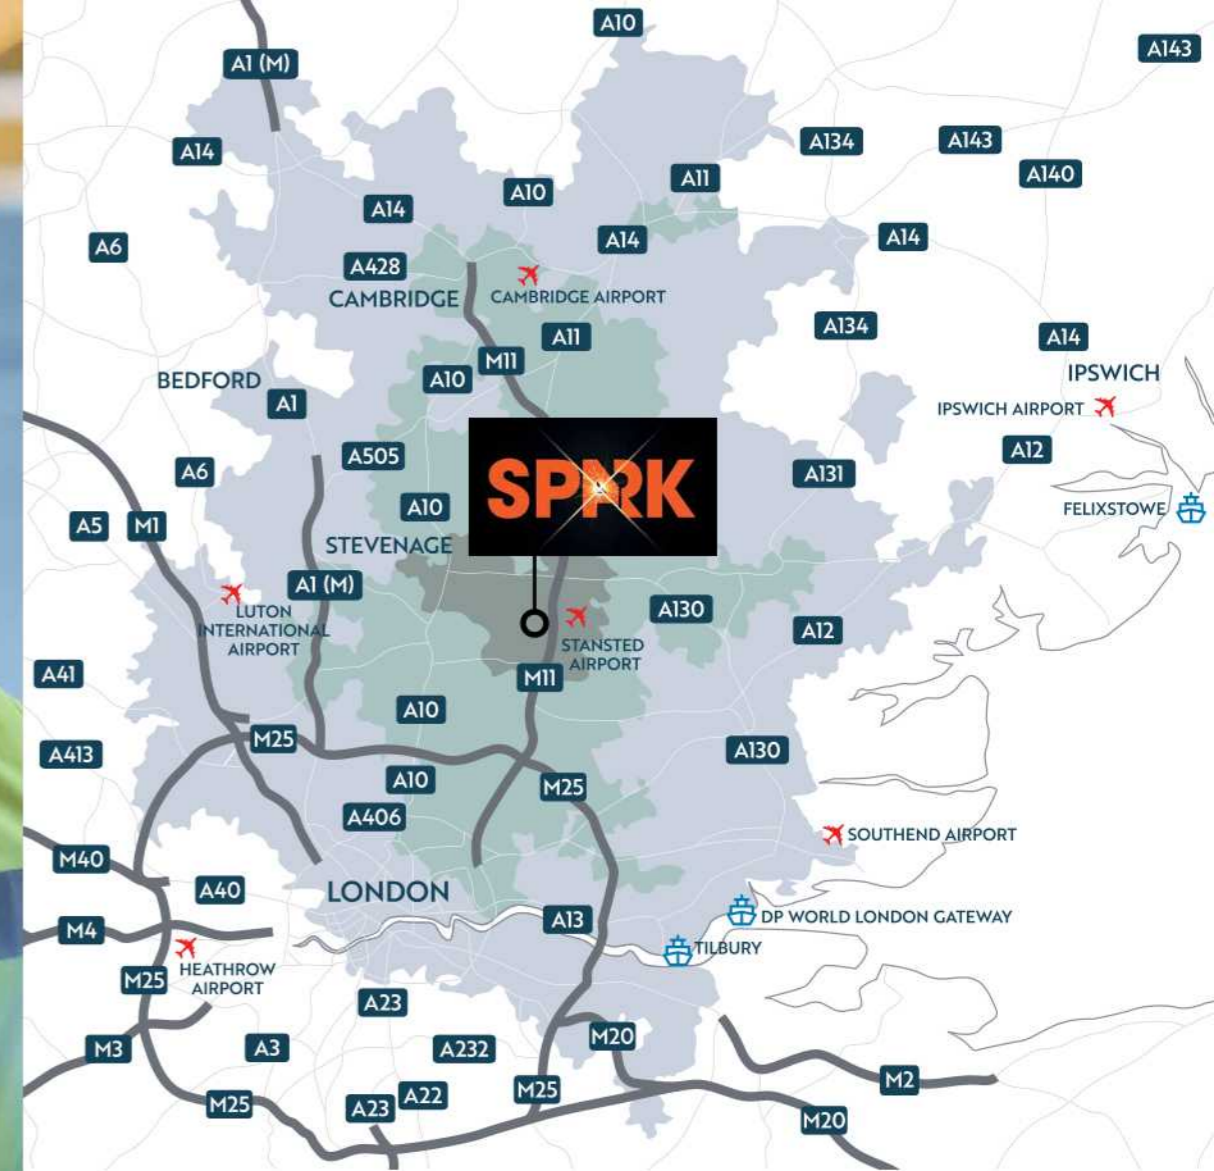 A10
A143
A1 (M)
A134
A143
A14
A140
A11
A10
A14
A14
A14
A6
A428
CAMBRIDGE
CAMBRIDGE AIRPORT
A134
A11
A14
M11
IPSWICH
A10
BEDFORD
A1
IPSWICH AIRPORT
A12
A505
A6
A131
SPARK
A10
FELIXSTOWE
A5
M1
STEVENAGE
A1 (M)
LUTON
INTERNATIONAL
AIRPORT
A130
A12
STANSTED
AIRPORT
A41
M11
A10
M25
A413
A130
A10
M25
A406
SOUTHEND AIRPORT
M40
A40
LONDON
A13
DP WORLD LONDON GATEWAY
M4
TILBURY
HEATHROW
AIRPORT
M25
A23
M20
M3
A3
A232
M2
A22
M25
M25
A23
M20